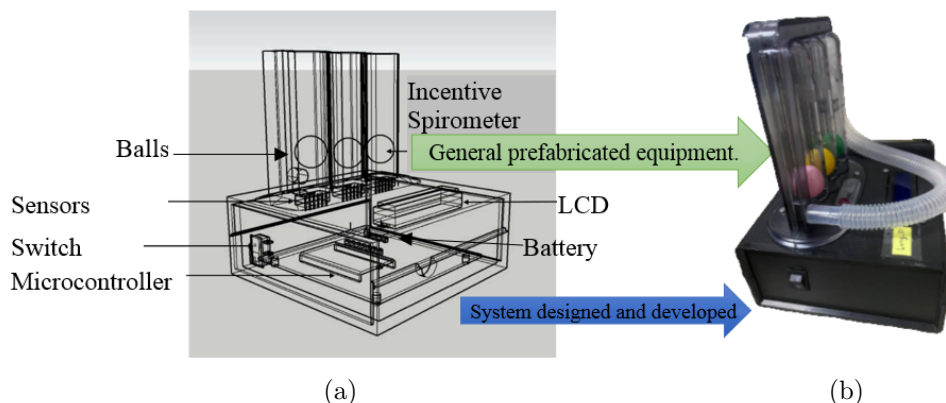 Incentive
Spirometer
Balls
General prefabricated equipment.
Sensors
LCD
Switch
Battery
Microcontroller
System designed and developed
(a)
(b)